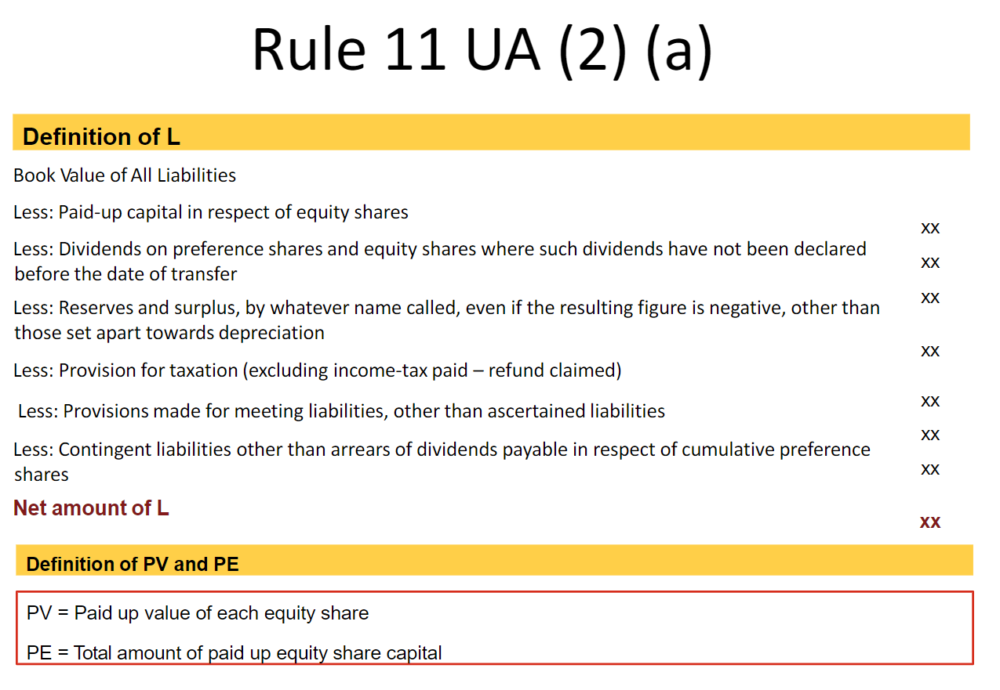 Rule 11 UA (2) (a)
Definition of L
Book Value of All Liabilities
Less: Paid-up capital in respect of equity shares
xx
Less: Dividends on preference shares and equity shares where such dividends have not been declared
before the date of transfer
xx
xx
Less: Reserves and surplus, by whatever name called, even if the resulting figure is negative, other than
those set apart towards depreciation
xx
Less: Provision for taxation (excluding income-tax paid – refund claimed)
xx
Less: Provisions made for meeting liabilities, other than ascertained liabilities
xx
Less: Contingent liabilities other than arrears of dividends payable in respect of cumulative preference
shares
xx
Net amount of L
xx
Definition of PV and PE
PV = Paid up value of each equity share
PE = Total amount of paid up equity share capital